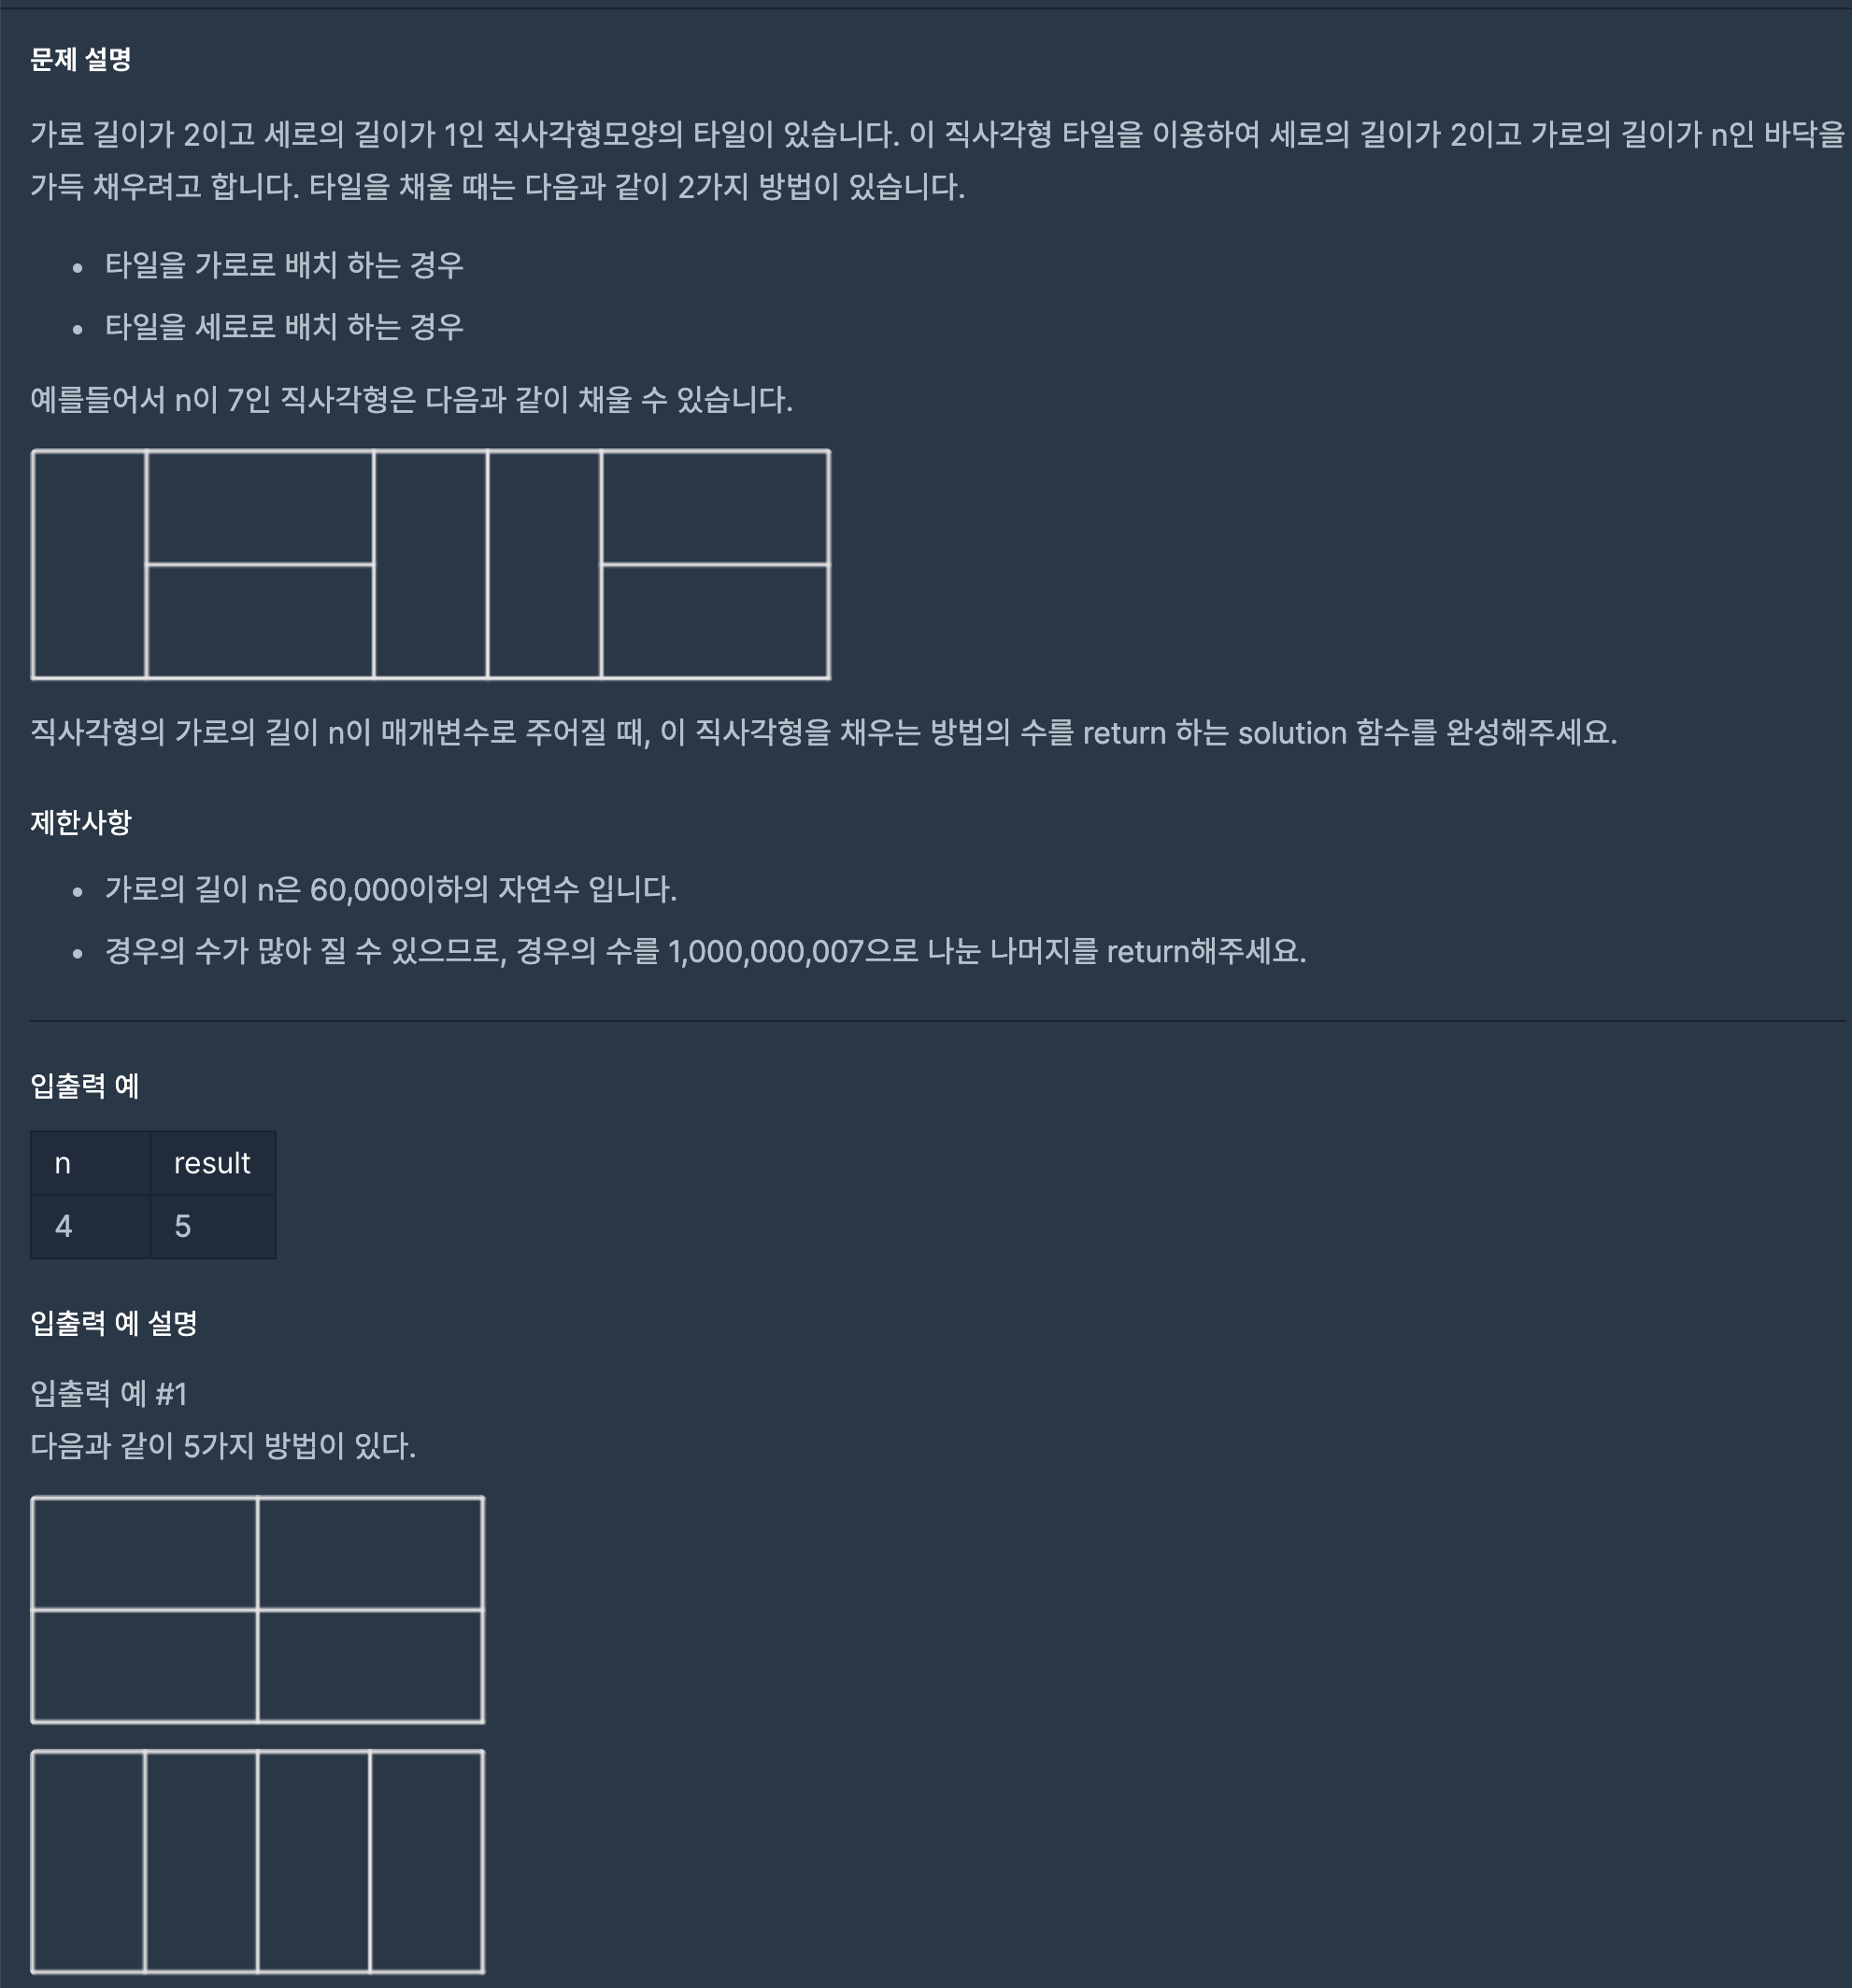 문제 설명
가로 길이가 2이고 세로의 길이가 1인 직사각형모양의 타일이 있습니다. 이 직사각형 타일을 이용하여 세로의 길이가 2이고 가로의 길이가 n인 바닥을
가득 채우려고 합니다. 타일을 채울 때는 다음과 같이 2가지 방법이 있습니다.
• 타일을 가로로 배치 하는 경우
• 타일을 세로로 배치 하는 경우
예를들어서 n이 7인 직사각형은 다음과 같이 채울 수 있습니다.
직사각형의 가로의 길이 n이 매개변수로 주어질 때, 이 직사각형을 채우는 방법의 수를 return 하는 solution 함수를 완성해주세요.
제한사항
• 가로의 길이 n은 60,000이하의 자연수 입니다.
• 경우의 수가 많아 질 수 있으므로, 경우의 수를 1,000,000,007으로 나눈 나머지를 return해주세요.
입출력 예
n result
4 5
입출력 예 설명
입출력 예 #1
다음과 같이 5가지 방법이 있다.